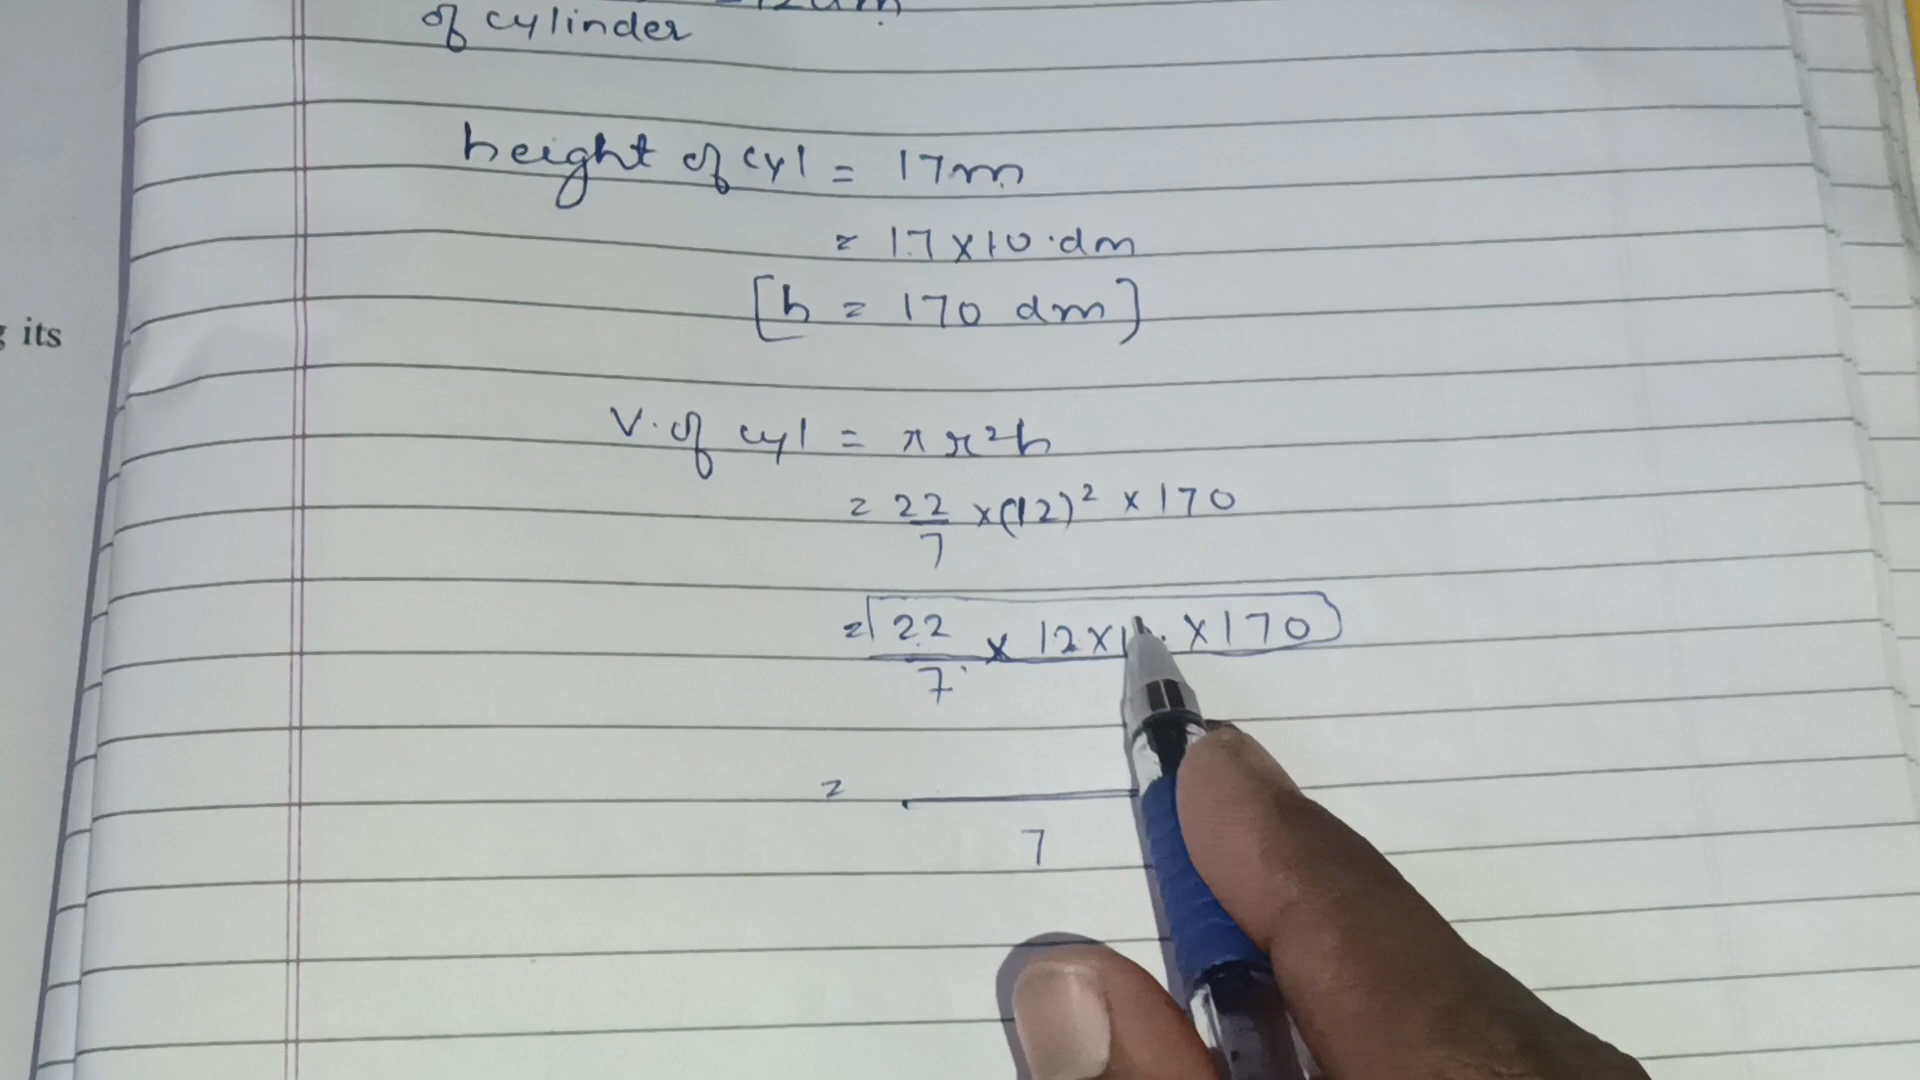 of cylinder
height of cyl = 17m
= 17 x 10 dm
[h = 170 dm]
its
V. of cyl = πr²h
= 22/7 x (12)² x 170
= 22/7 x 12 x 1 x 170
=
7